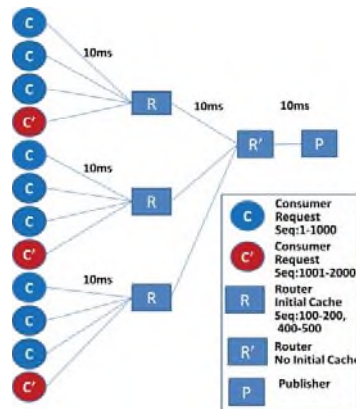 C
10ms
C
10ms
10ms
C
R
C'
C
R'
P
10ms
C
R
C
C'
C
10ms
C
R
C
C'
C
Consumer
Request
Seq:1-1000
C'
Consumer
Request
Seq:1001-2000
R
Router
Initial Cache
Seq:100-200,
400-500
R'
Router
No Initial Cache
P
Publisher